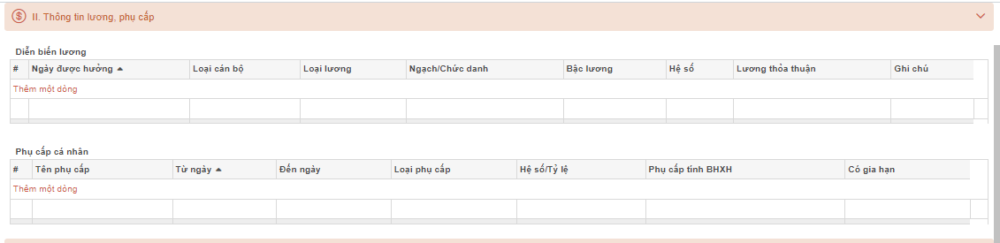 II. Thông tin lương, phụ cấp
Diễn biến lương
# Ngày được hưởng Loại cán bộ Loại lương Ngạch/Chức danh Bậc lương Hệ số Lương thỏa thuận Ghi chú
Thêm một dòng
Phụ cấp cá nhân
# Tên phụ cấp Từ ngày Đến ngày Loại phụ cấp Hệ số/Tỷ lệ Phụ cấp tính BHXH Có gia hạn
Thêm một dòng